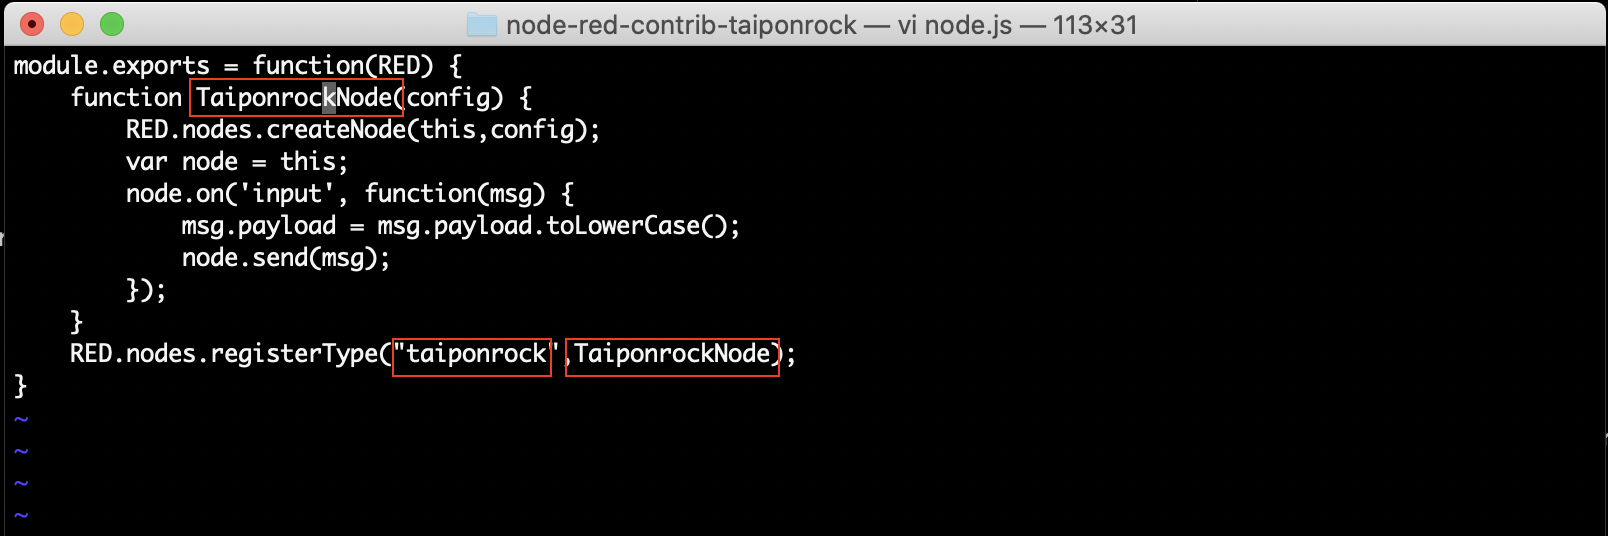 node-red-contrib-taiponrock — vi node.js — 113×31
module.exports = function(RED) {
    function TaiponrockNode(config) {
        RED.nodes.createNode(this,config);
        var node = this;
        node.on('input', function(msg) {
            msg.payload = msg.payload.toLowerCase();
            node.send(msg);
        });
    }
    RED.nodes.registerType("taiponrock",TaiponrockNode);
}
~
~
~
~